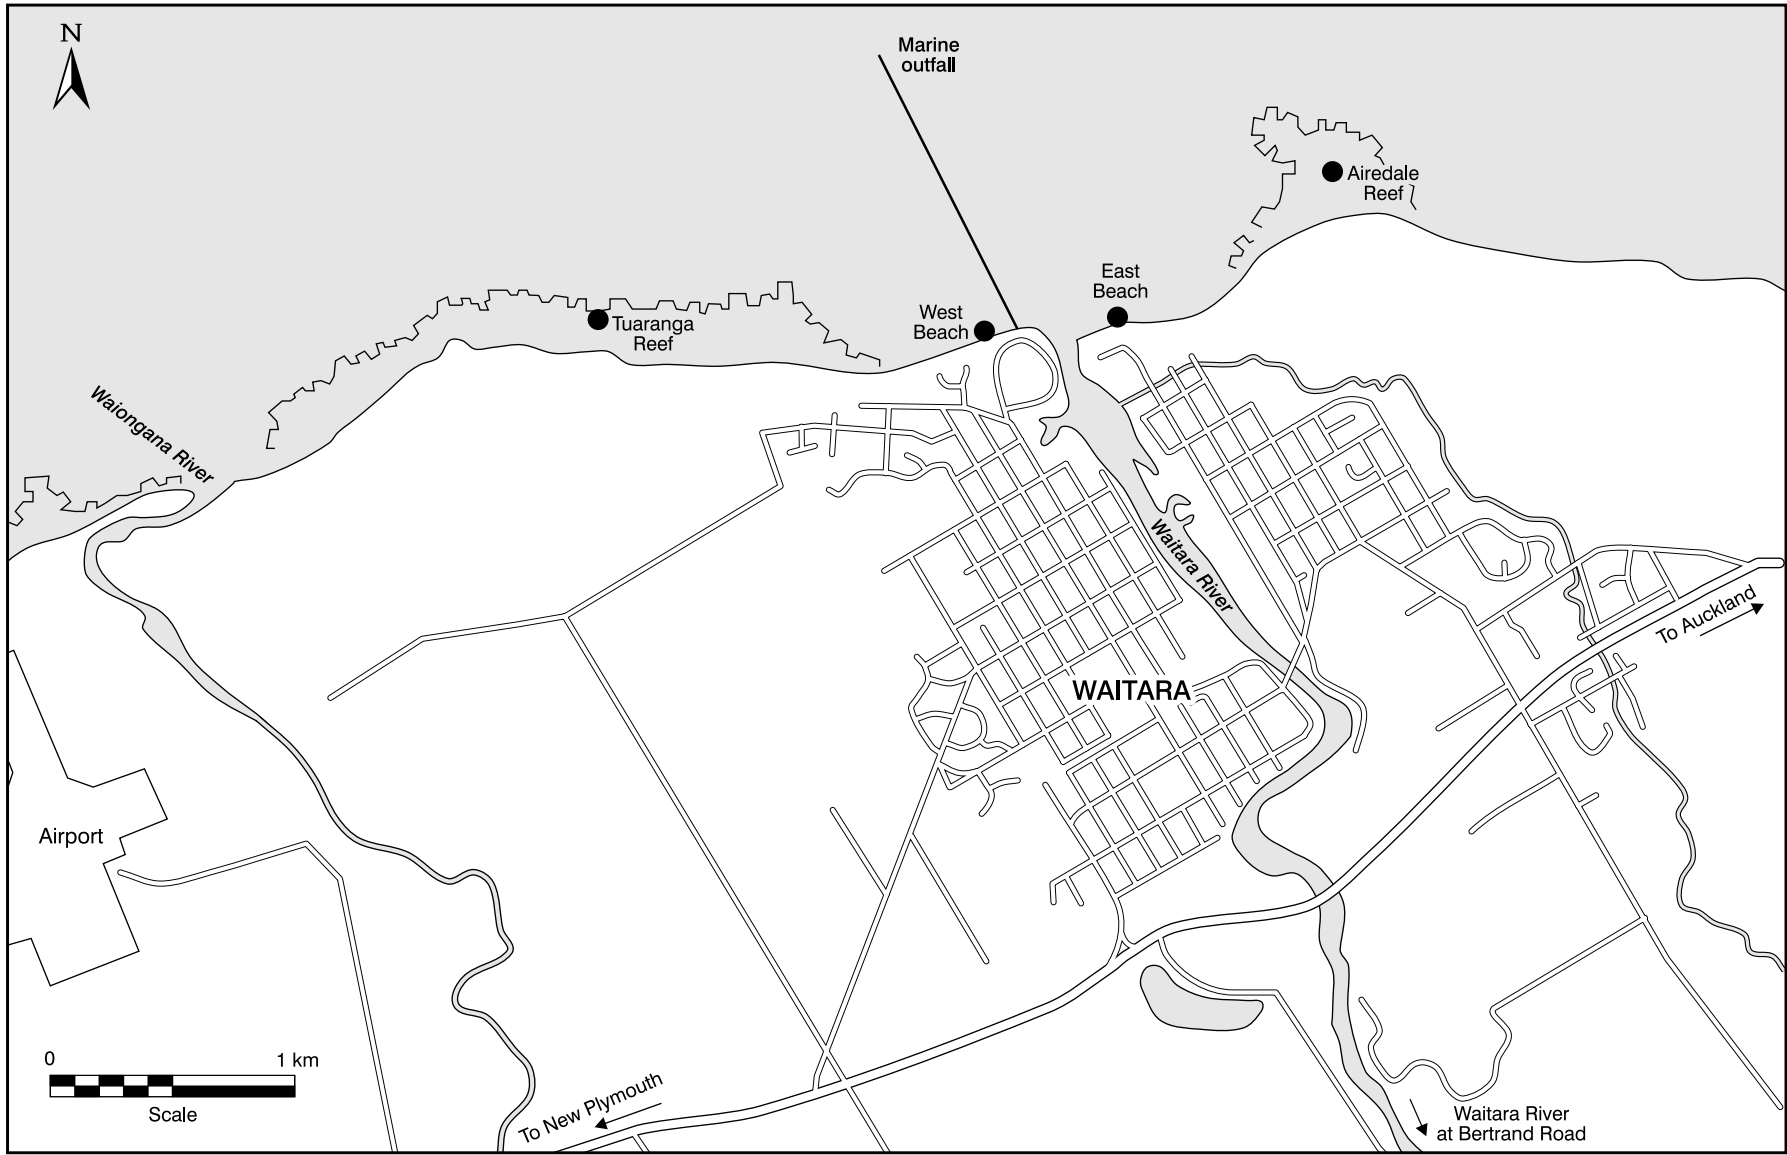 N
Marine
outfall
Airedale
Reef
East
Beach
West
Beach
Tuaranga
Reef
Waiongana River
Waitara River
To Auckland
WAITARA
Airport
0 1 km
Scale
To New Plymouth
Waitara River
at Bertrand Road